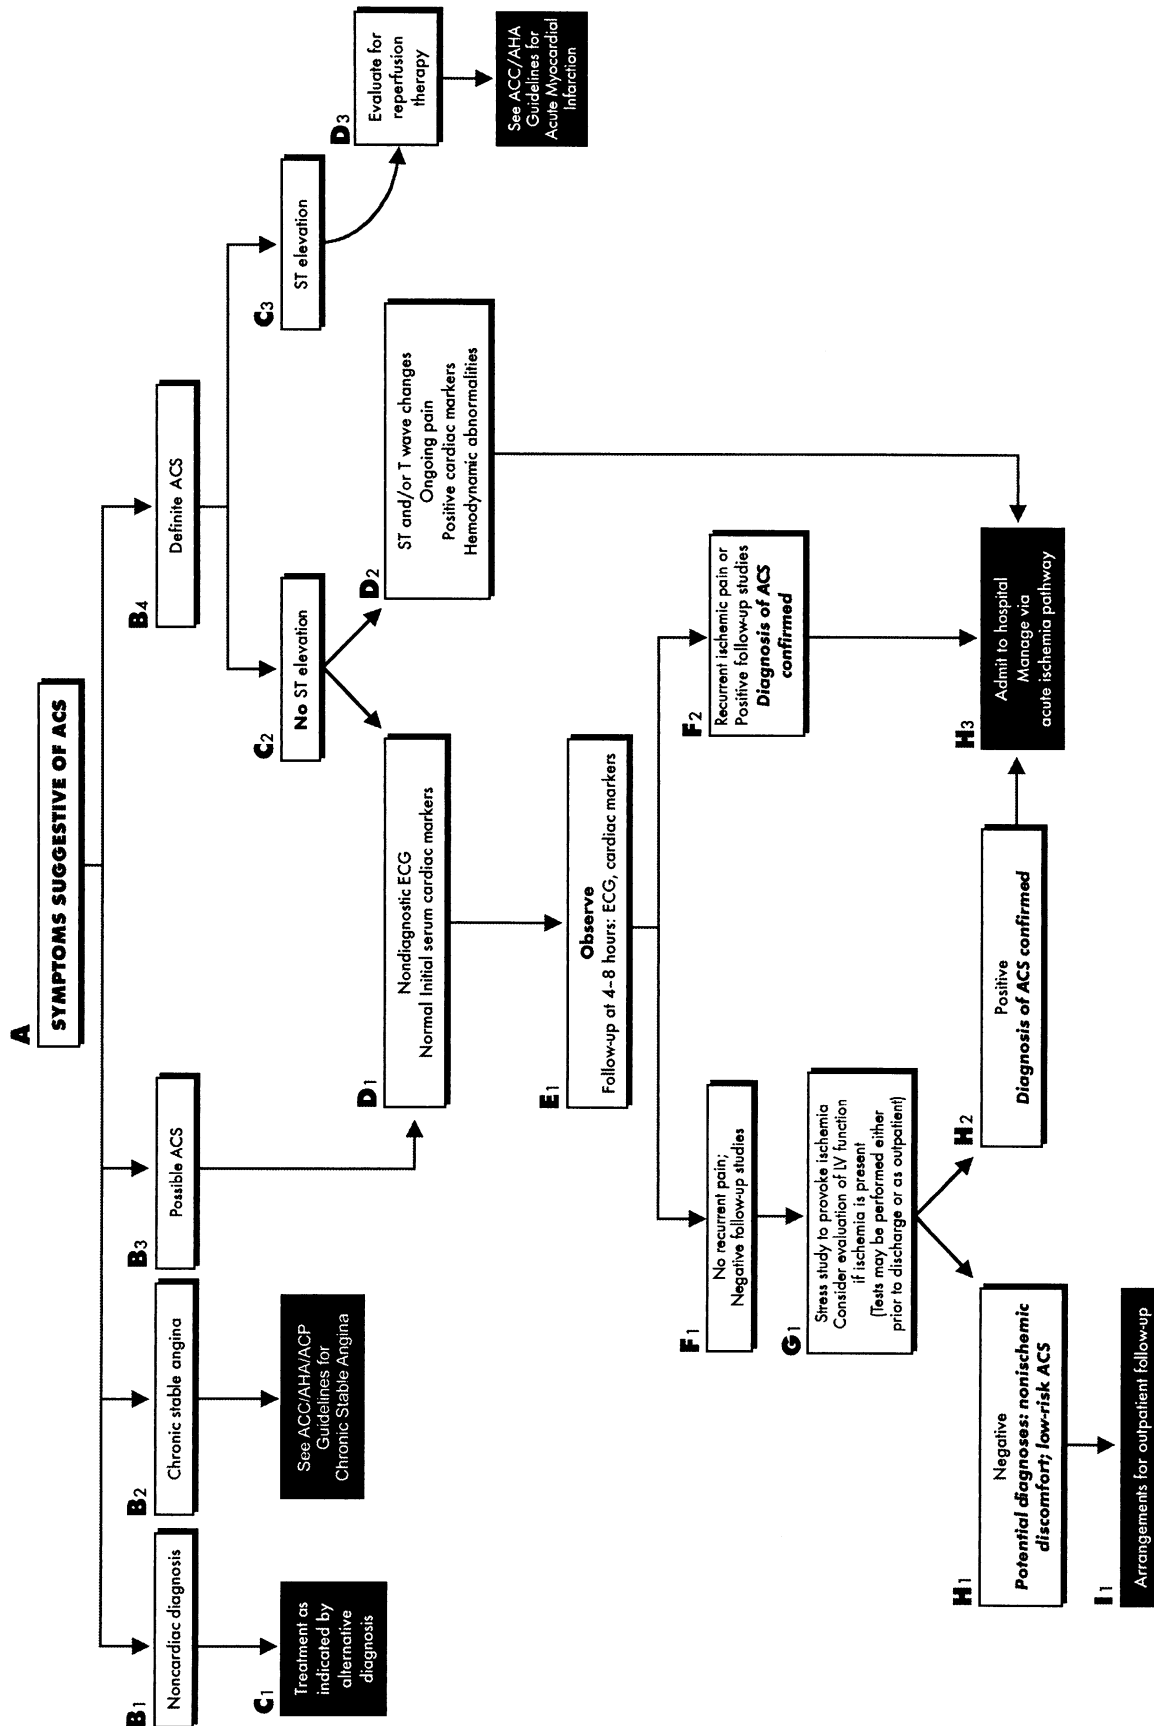 A
SYMPTOMS SUGGESTIVE OF ACS
B1
Noncardiac diagnosis
B2
Chronic stable angina
B3
Possible ACS
B4
Definite ACS
C1
Treatment as
indicated by
alternative
diagnosis
See ACC/AHA/ACP
Guidelines for
Chronic Stable Angina
C2
No ST elevation
C3
ST elevation
D1
Nondiagnostic ECG
Normal Initial serum cardiac markers
D2
ST and/or T wave changes
Ongoing pain
Positive cardiac markers
Hemodynamic abnormalities
D3
Evaluate for
reperfusion
therapy
See ACC/AHA
Guidelines for
Acute Myocardial
Infarction
E1
Observe
Follow-up at 4–8 hours: ECG, cardiac markers
F1
No recurrent pain;
Negative follow-up studies
F2
Recurrent ischemic pain or
Positive follow-up studies
Diagnosis of ACS
confirmed
G1
Stress study to provoke ischemia
Consider evaluation of LV function
if ischemia is present
(Tests may be performed either
prior to discharge or as outpatient)
H1
Negative
Potential diagnoses: nonischemic
discomfort; low-risk ACS
H2
Positive
Diagnosis of ACS confirmed
H3
Admit to hospital
Manage via
acute ischemia pathway
I1
Arrangements for outpatient follow-up